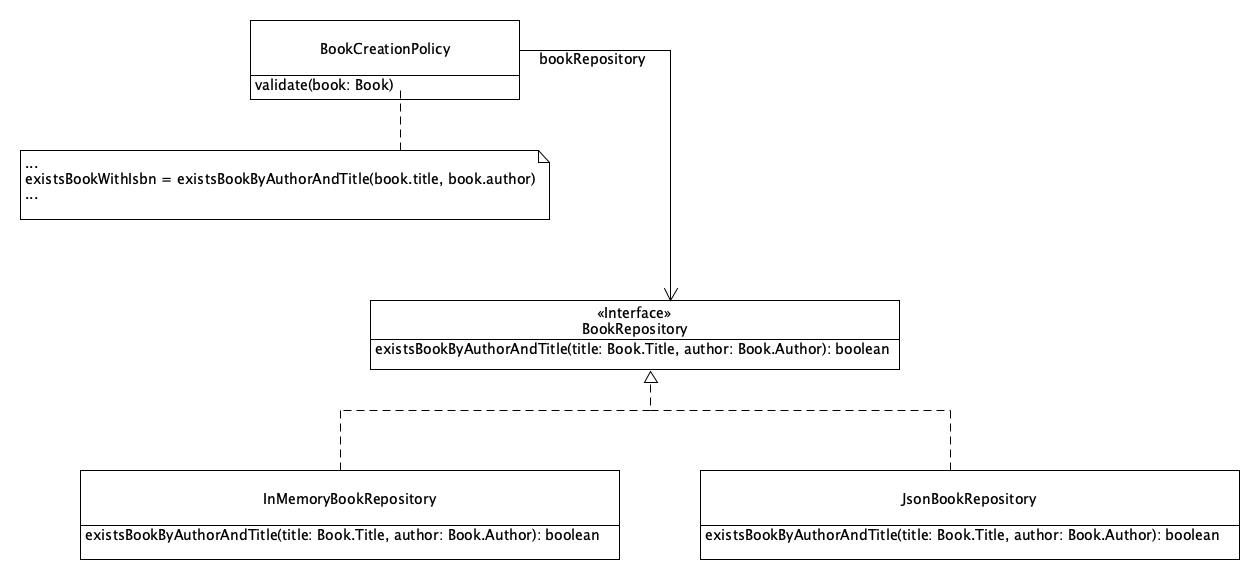 BookCreationPolicy
bookRepository
validate(book: Book)
...
existsBookWithIsbn = existsBookByAuthorAndTitle(book.title, book.author)
...
«Interface»
BookRepository
existsBookByAuthorAndTitle(title: Book.Title, author: Book.Author): boolean
InMemoryBookRepository
existsBookByAuthorAndTitle(title: Book.Title, author: Book.Author): boolean
JsonBookRepository
existsBookByAuthorAndTitle(title: Book.Title, author: Book.Author): boolean